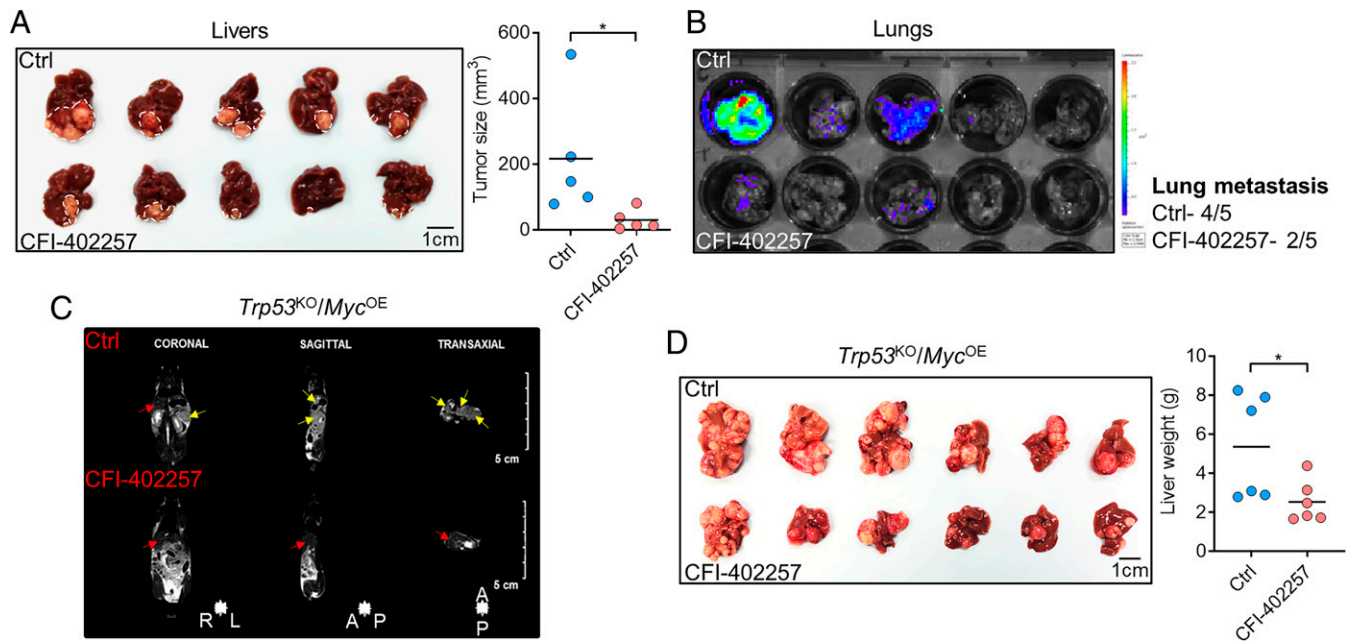 A
Livers
Ctrl
CFI-402257
1cm
Tumor size (mm³)
600
400
200
0
*
Ctrl
CFI-402257
B
Lungs
Ctrl
CFI-402257
Lung metastasis
Ctrl- 4/5
CFI-402257- 2/5
C
Trp53ᴷᴼ/Mycᴼᴱ
Ctrl
CORONAL SAGITTAL TRANSAXIAL
5 cm
CFI-402257
5 cm
R L
A P
A
P
D
Trp53ᴷᴼ/Mycᴼᴱ
Ctrl
CFI-402257
1cm
Liver weight (g)
10
8
6
4
2
0
*
Ctrl
CFI-402257